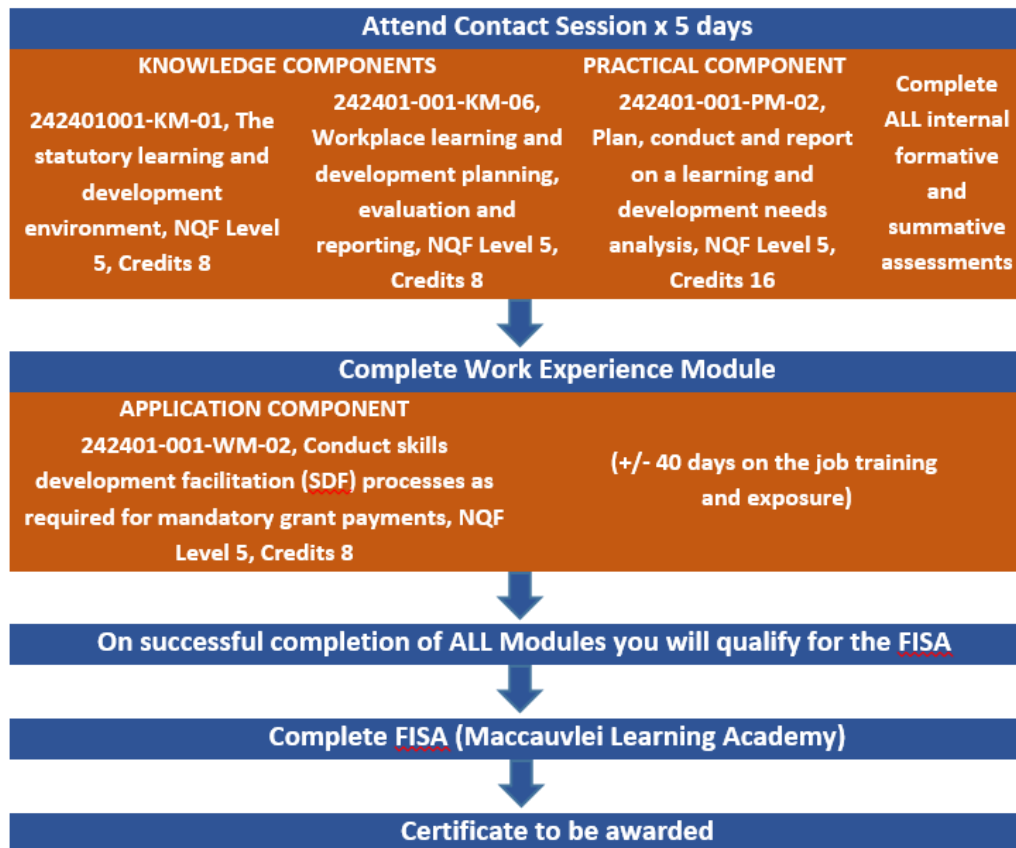 Attend Contact Session x 5 days
KNOWLEDGE COMPONENTS
242401001-KM-01, The
statutory learning and
development
environment, NQF Level
5, Credits 8
242401-001-KM-06,
Workplace learning and
development planning,
evaluation and
reporting, NQF Level 5,
Credits 8
PRACTICAL COMPONENT
242401-001-PM-02,
Plan, conduct and report
on a learning and
development needs
analysis, NQF Level 5,
Credits 16
Complete
ALL internal
formative
and
summative
assessments
Complete Work Experience Module
APPLICATION COMPONENT
242401-001-WM-02, Conduct skills
development facilitation (SDF) processes as
required for mandatory grant payments, NQF
Level 5, Credits 8
(+/- 40 days on the job training
and exposure)
On successful completion of ALL Modules you will qualify for the FISA
Complete FISA (Maccauvlei Learning Academy)
Certificate to be awarded